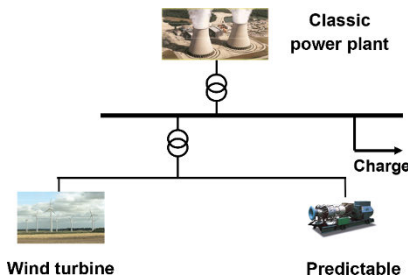 Classic
power plant
Charge
Wind turbine
Predictable